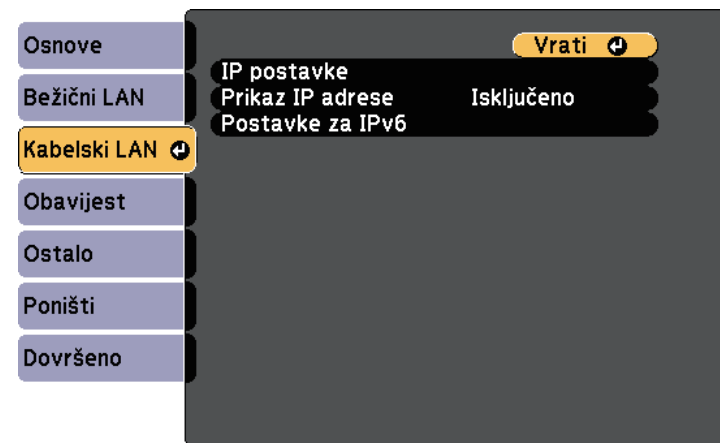 Osnove
Bežični LAN
Kabelski LAN
Obavijest
Ostalo
Poništi
Dovršeno
Vrati
IP postavke
Prikaz IP adrese Isključeno
Postavke za IPv6